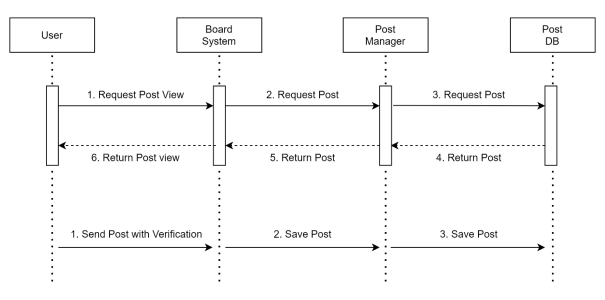 User
Board
System
Post
Manager
Post
DB
1. Request Post View
2. Request Post
3. Request Post
6. Return Post view
5. Return Post
4. Return Post
1. Send Post with Verification
2. Save Post
3. Save Post